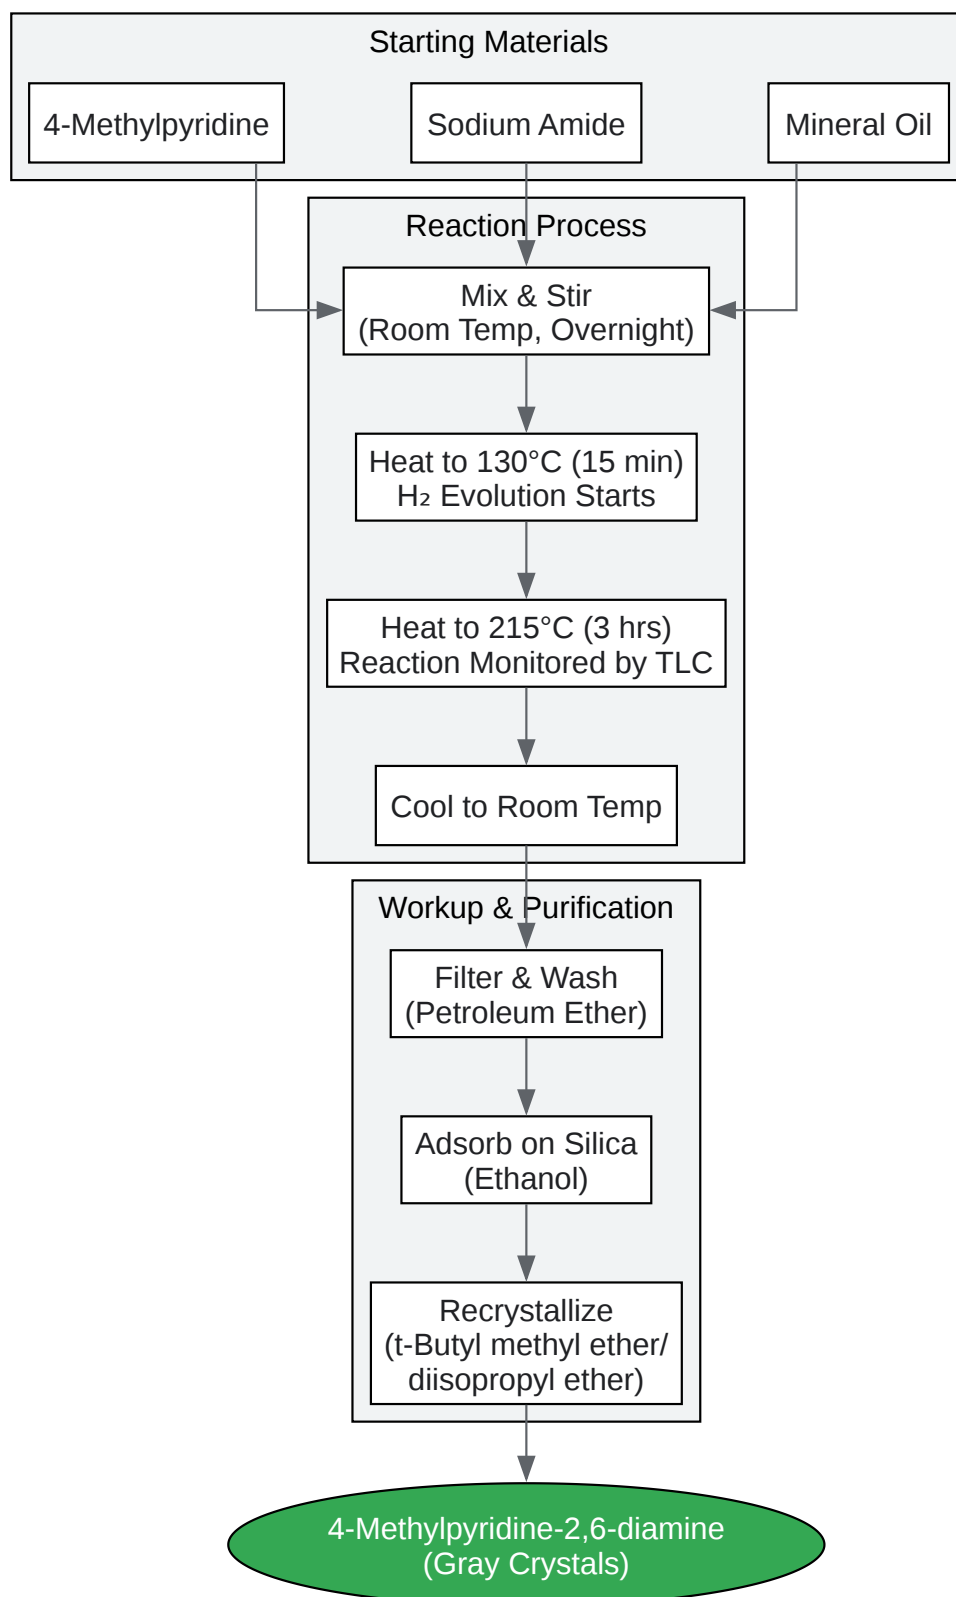 Starting Materials
4-Methylpyridine
Sodium Amide
Mineral Oil
Reaction Process
Mix & Stir
(Room Temp, Overnight)
Heat to 130°C (15 min)
H₂ Evolution Starts
Heat to 215°C (3 hrs)
Reaction Monitored by TLC
Cool to Room Temp
Workup & Purification
Filter & Wash
(Petroleum Ether)
Adsorb on Silica
(Ethanol)
Recrystallize
(t-Butyl methyl ether/
diisopropyl ether)
4-Methylpyridine-2,6-diamine
(Gray Crystals)